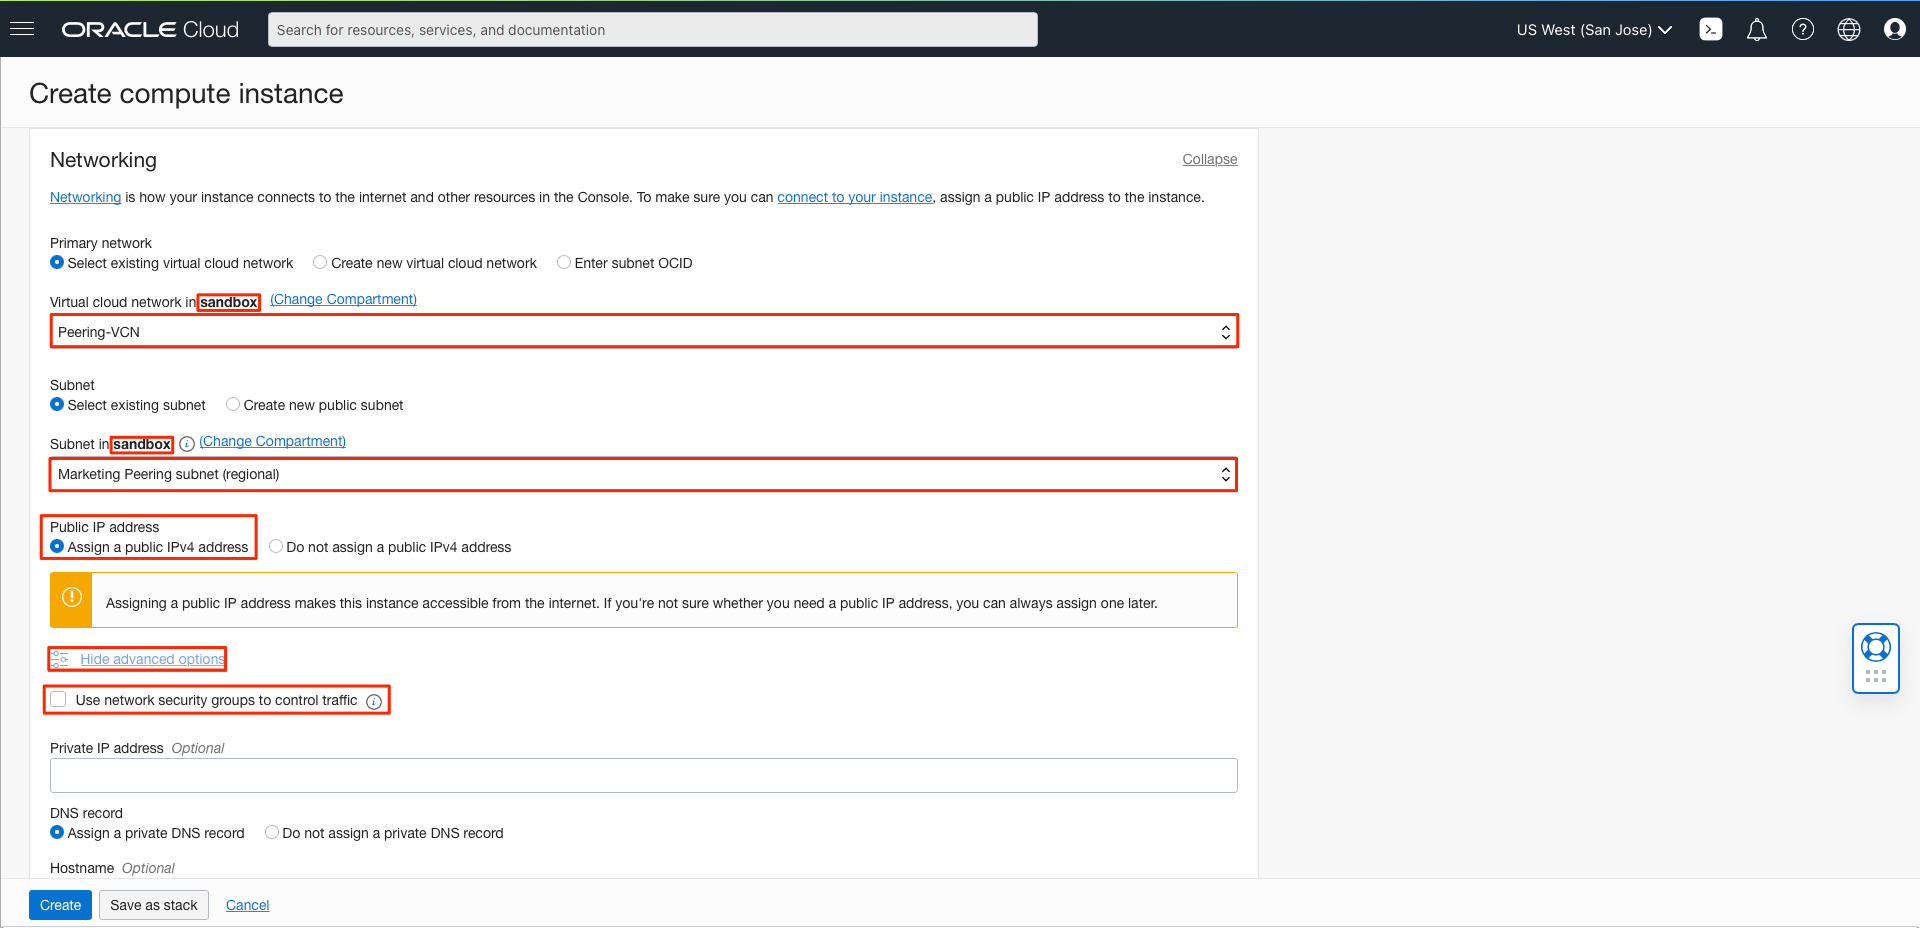 ORACLE Cloud
Search for resources, services, and documentation
US West (San Jose)
Create compute instance
Networking
Collapse
Networking is how your instance connects to the internet and other resources in the Console. To make sure you can connect to your instance, assign a public IP address to the instance.
Primary network
Select existing virtual cloud network Create new virtual cloud network Enter subnet OCID
Virtual cloud network in sandbox (Change Compartment)
Peering-VCN
Subnet
Select existing subnet Create new public subnet
Subnet in sandbox (Change Compartment)
Marketing Peering subnet (regional)
Public IP address
Assign a public IPv4 address Do not assign a public IPv4 address
Assigning a public IP address makes this instance accessible from the internet. If you're not sure whether you need a public IP address, you can always assign one later.
Hide advanced options
Use network security groups to control traffic
Private IP address Optional
DNS record
Assign a private DNS record Do not assign a private DNS record
Hostname Optional
Create Save as stack Cancel